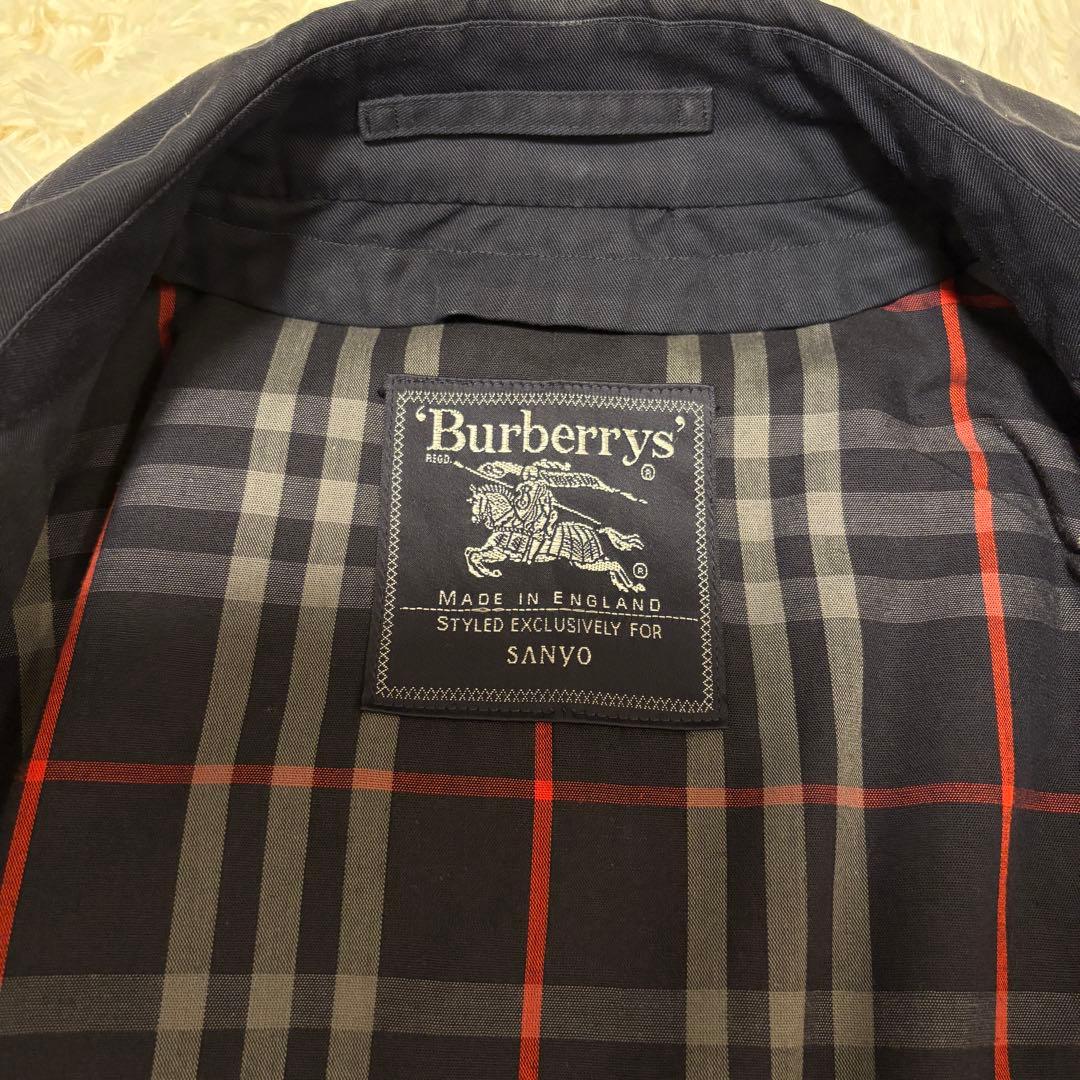 'Burberrys'
REGD. ®
®
MADE IN ENGLAND
STYLED EXCLUSIVELY FOR
SANYO